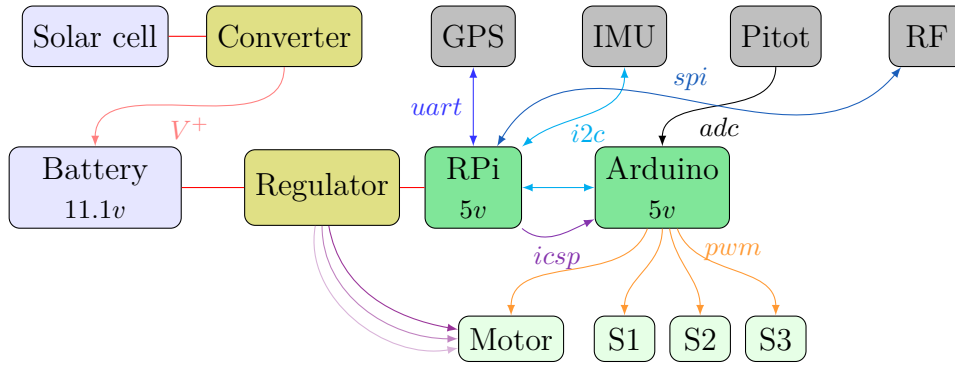 Solar cell
Converter
GPS
IMU
Pitot
RF
uart
spi
i2c
adc
V⁺
Battery
11.1v
Regulator
RPi
5v
Arduino
5v
icsp
pwm
Motor
S1
S2
S3